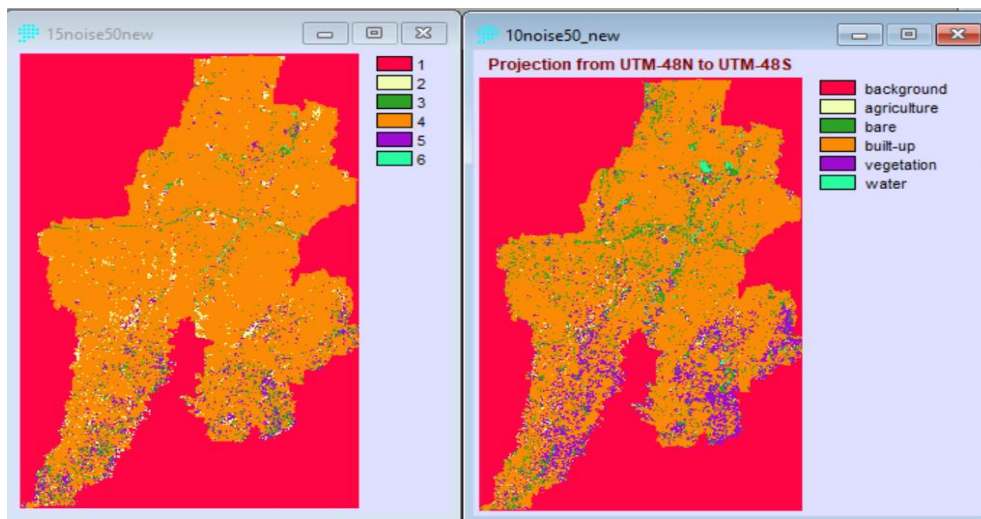 15noise50new
1
2
3
4
5
6
10noise50_new
Projection from UTM-48N to UTM-48S
background
agriculture
bare
built-up
vegetation
water